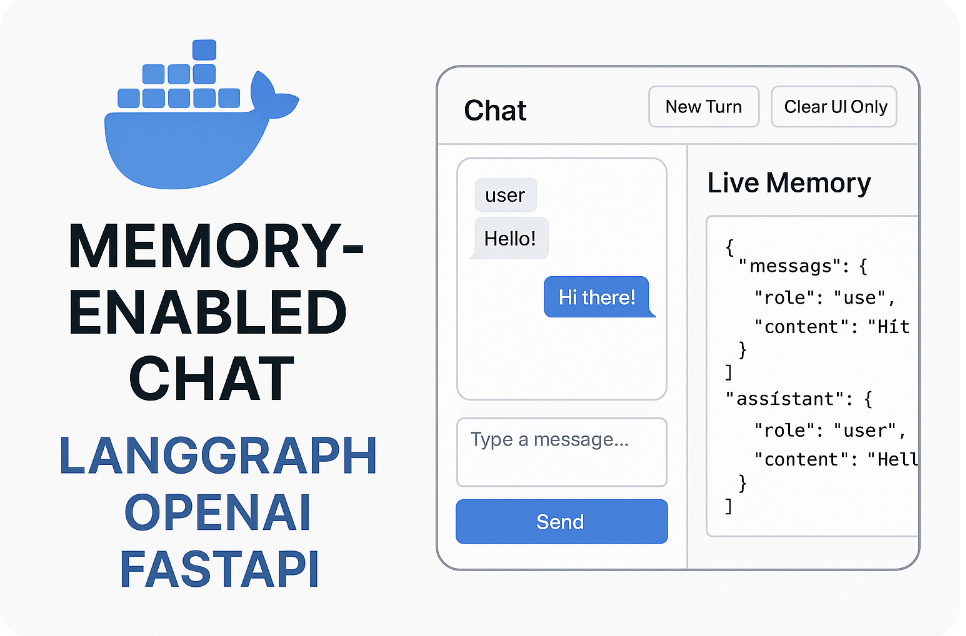 MEMORY-
ENABLED
CHAT
LANGGRAPH
OPENAI
FASTAPI
Chat
New Turn
Clear UI Only
user
Hello!
Hi there!
Type a message...
Send
Live Memory
{
"messags": {
"role": "use",
"content": "Hít
}
]
"assístant": {
"role": "user",
"content": "Hell
}
]